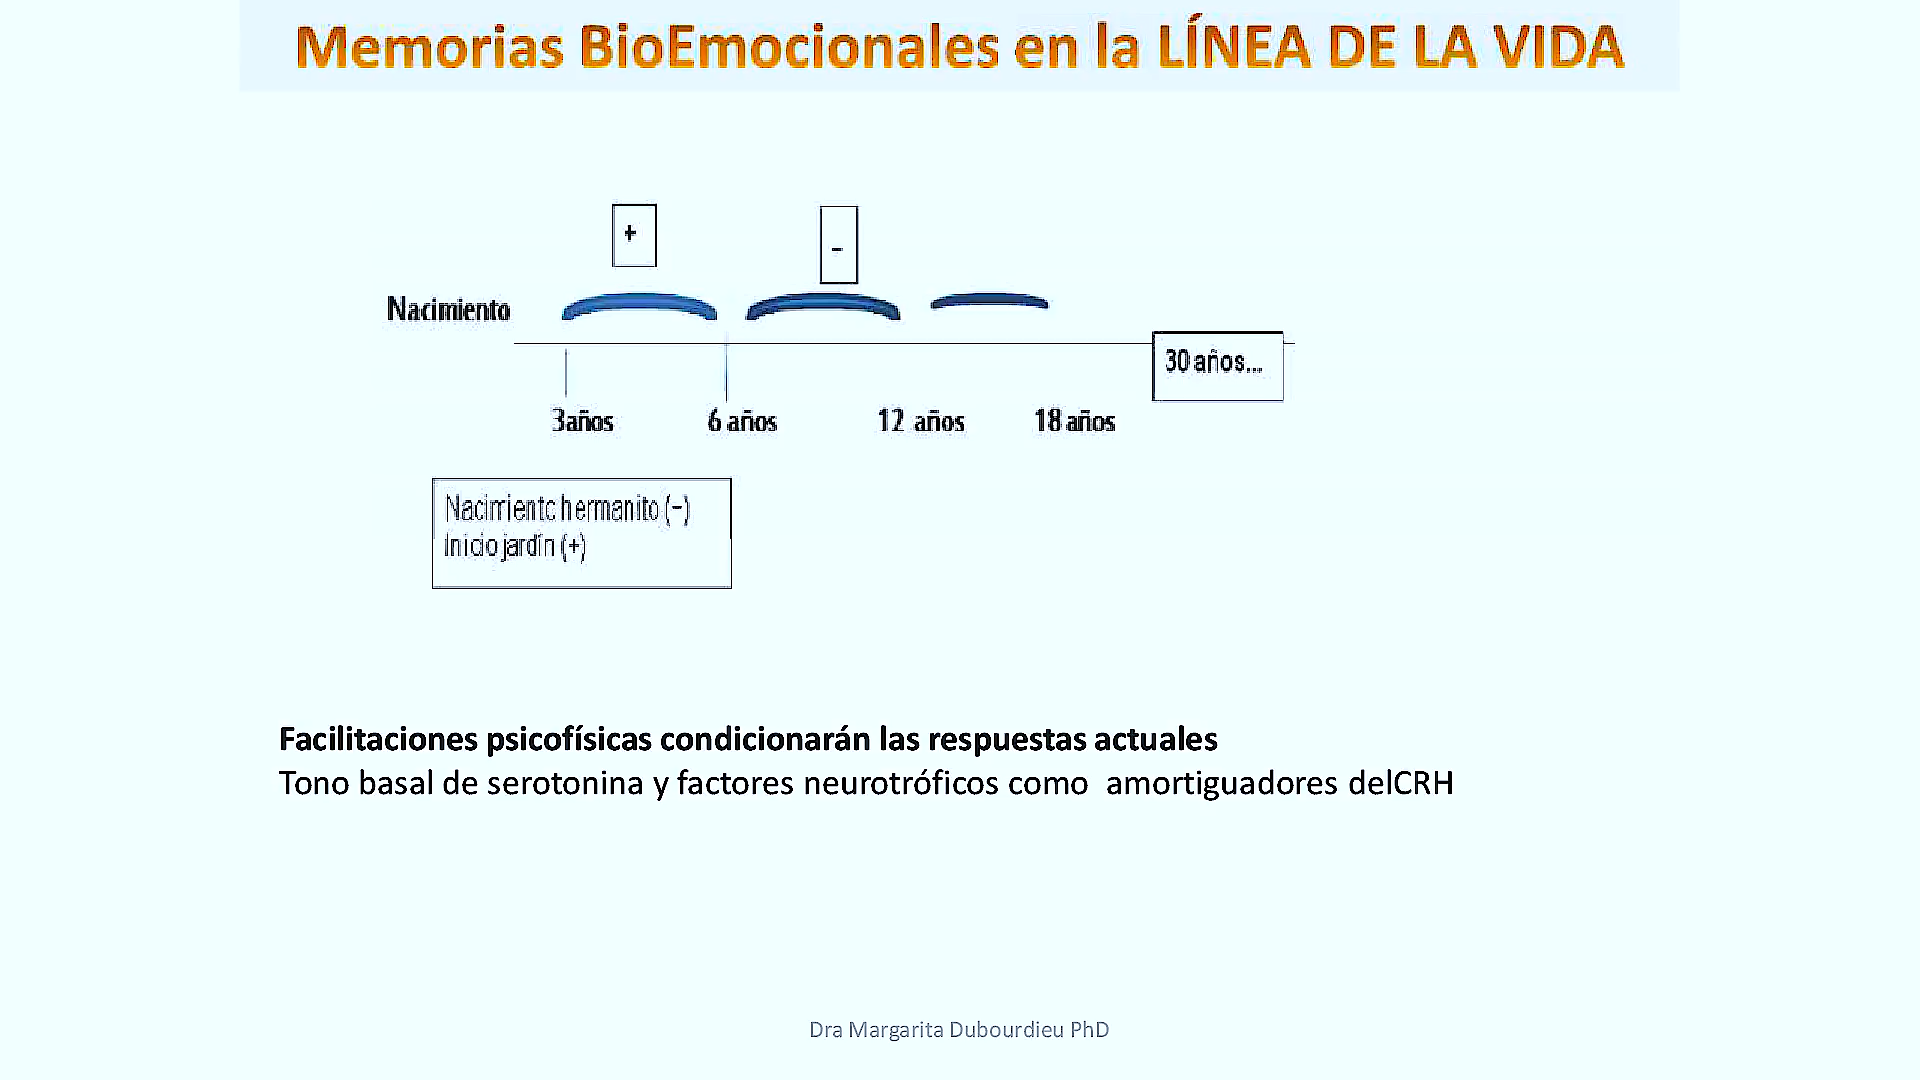 Memorias BioEmocionales en la LÍNEA DE LA VIDA
+
-
Nacimiento
30 años...
3años
6 años
12 años
18 años
Nacimiento hermanito (-)
Inicio jardín (+)
Facilitaciones psicofísicas condicionarán las respuestas actuales
Tono basal de serotonina y factores neurotróficos como amortiguadores delCRH
Dra Margarita Dubourdieu PhD